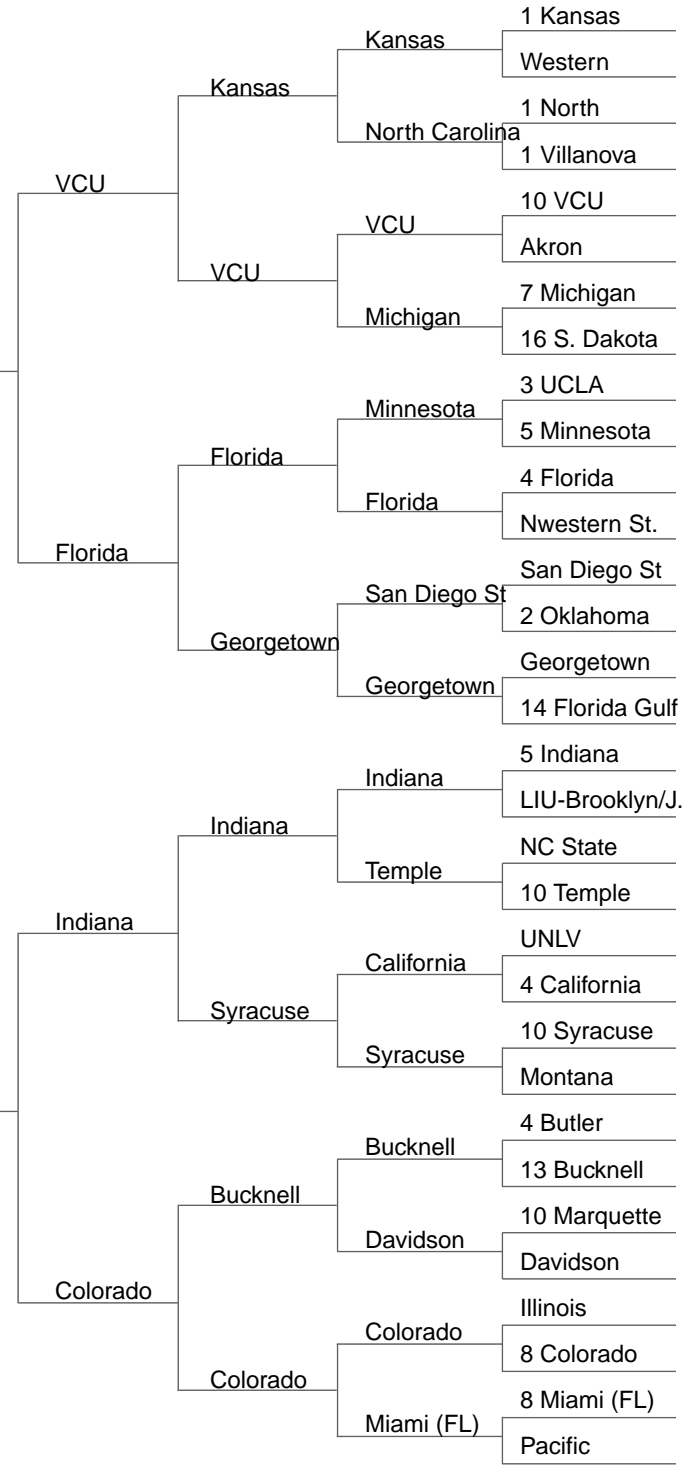 1 Kansas
Kansas
Western
Kansas
1 North
North Carolina
1 Villanova
VCU
10 VCU
VCU
Akron
VCU
7 Michigan
Michigan
16 S. Dakota
3 UCLA
Minnesota
5 Minnesota
Florida
4 Florida
Florida
Nwestern St.
Florida
San Diego St
San Diego St
2 Oklahoma
Georgetown
Georgetown
Georgetown
14 Florida Gulf
5 Indiana
Indiana
LIU-Brooklyn/J.
Indiana
NC State
Temple
10 Temple
Indiana
UNLV
California
4 California
Syracuse
10 Syracuse
Syracuse
Montana
4 Butler
Bucknell
13 Bucknell
Bucknell
10 Marquette
Davidson
Davidson
Colorado
Illinois
Colorado
8 Colorado
Colorado
8 Miami (FL)
Miami (FL)
Pacific